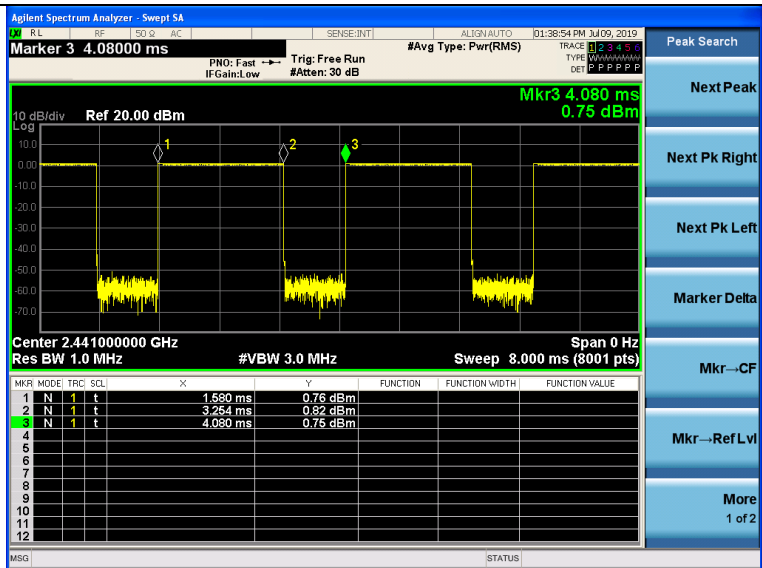 Agilent Spectrum Analyzer - Swept SA
LXI RL RF 50 Ω AC SENSE:INT ALIGN AUTO 01:38:54 PM Jul 09, 2019
Marker 3 4.08000 ms #Avg Type: Pwr(RMS) TRACE 1 2 3 4 5 6
PNO: Fast Trig: Free Run TYPE
IFGain:Low #Atten: 30 dB DET P P P P P P
Mkr3 4.080 ms
10 dB/div Ref 20.00 dBm 0.75 dBm
Log
10.0
0.00
-10.0
-20.0
-30.0
-40.0
-50.0
-60.0
-70.0
1
2
3
Center 2.441000000 GHz Span 0 Hz
Res BW 1.0 MHz #VBW 3.0 MHz Sweep 8.000 ms (8001 pts)
MKR MODE TRC SCL X Y FUNCTION FUNCTION WIDTH FUNCTION VALUE
1 N 1 t 1.580 ms 0.76 dBm
2 N 1 t 3.254 ms 0.82 dBm
3 N 1 t 4.080 ms 0.75 dBm
4
5
6
7
8
9
10
11
12
MSG STATUS
Peak Search
Next Peak
Next Pk Right
Next Pk Left
Marker Delta
Mkr→CF
Mkr→Ref Lvl
More
1 of 2